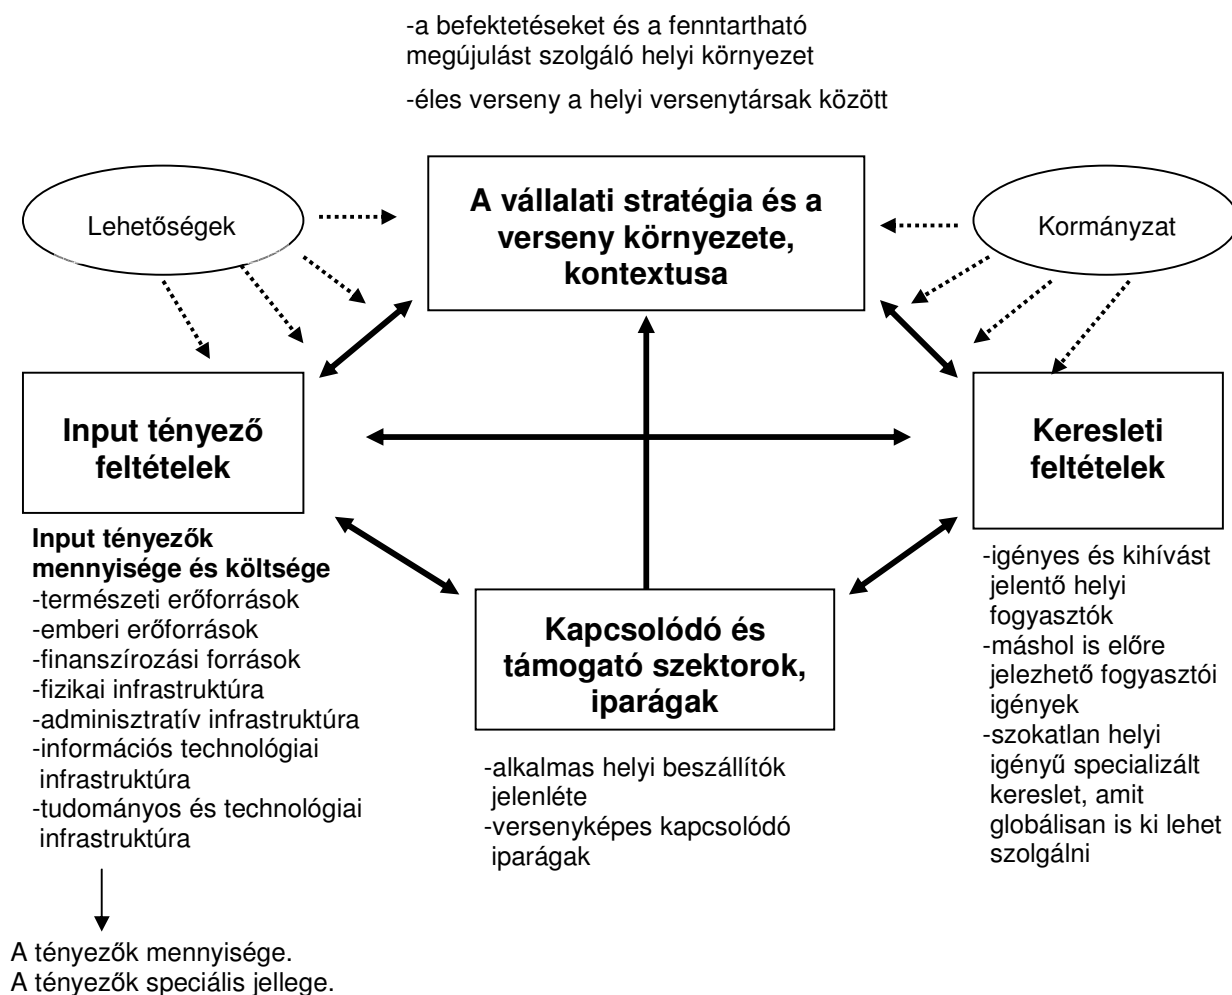 -a befektetéseket és a fenntartható
megújulást szolgáló helyi környezet
-éles verseny a helyi versenytársak között
Lehetőségek
A vállalati stratégia és a
verseny környezete,
kontextusa
Kormányzat
Input tényező
feltételek
Keresleti
feltételek
Input tényezők
mennyisége és költsége
-természeti erőforrások
-emberi erőforrások
-finanszírozási források
-fizikai infrastruktúra
-adminisztratív infrastruktúra
-információs technológiai
infrastruktúra
-tudományos és technológiai
infrastruktúra
Kapcsolódó és
támogató szektorok,
iparágak
-alkalmas helyi beszállítók
jelenléte
-versenyképes kapcsolódó
iparágak
-igényes és kihívást
jelentő helyi
fogyasztók
-máshol is előre
jelezhető fogyasztói
igények
-szokatlan helyi
igényű specializált
kereslet, amit
globálisan is ki lehet
szolgálni
A tényezők mennyisége.
A tényezők speciális jellege.